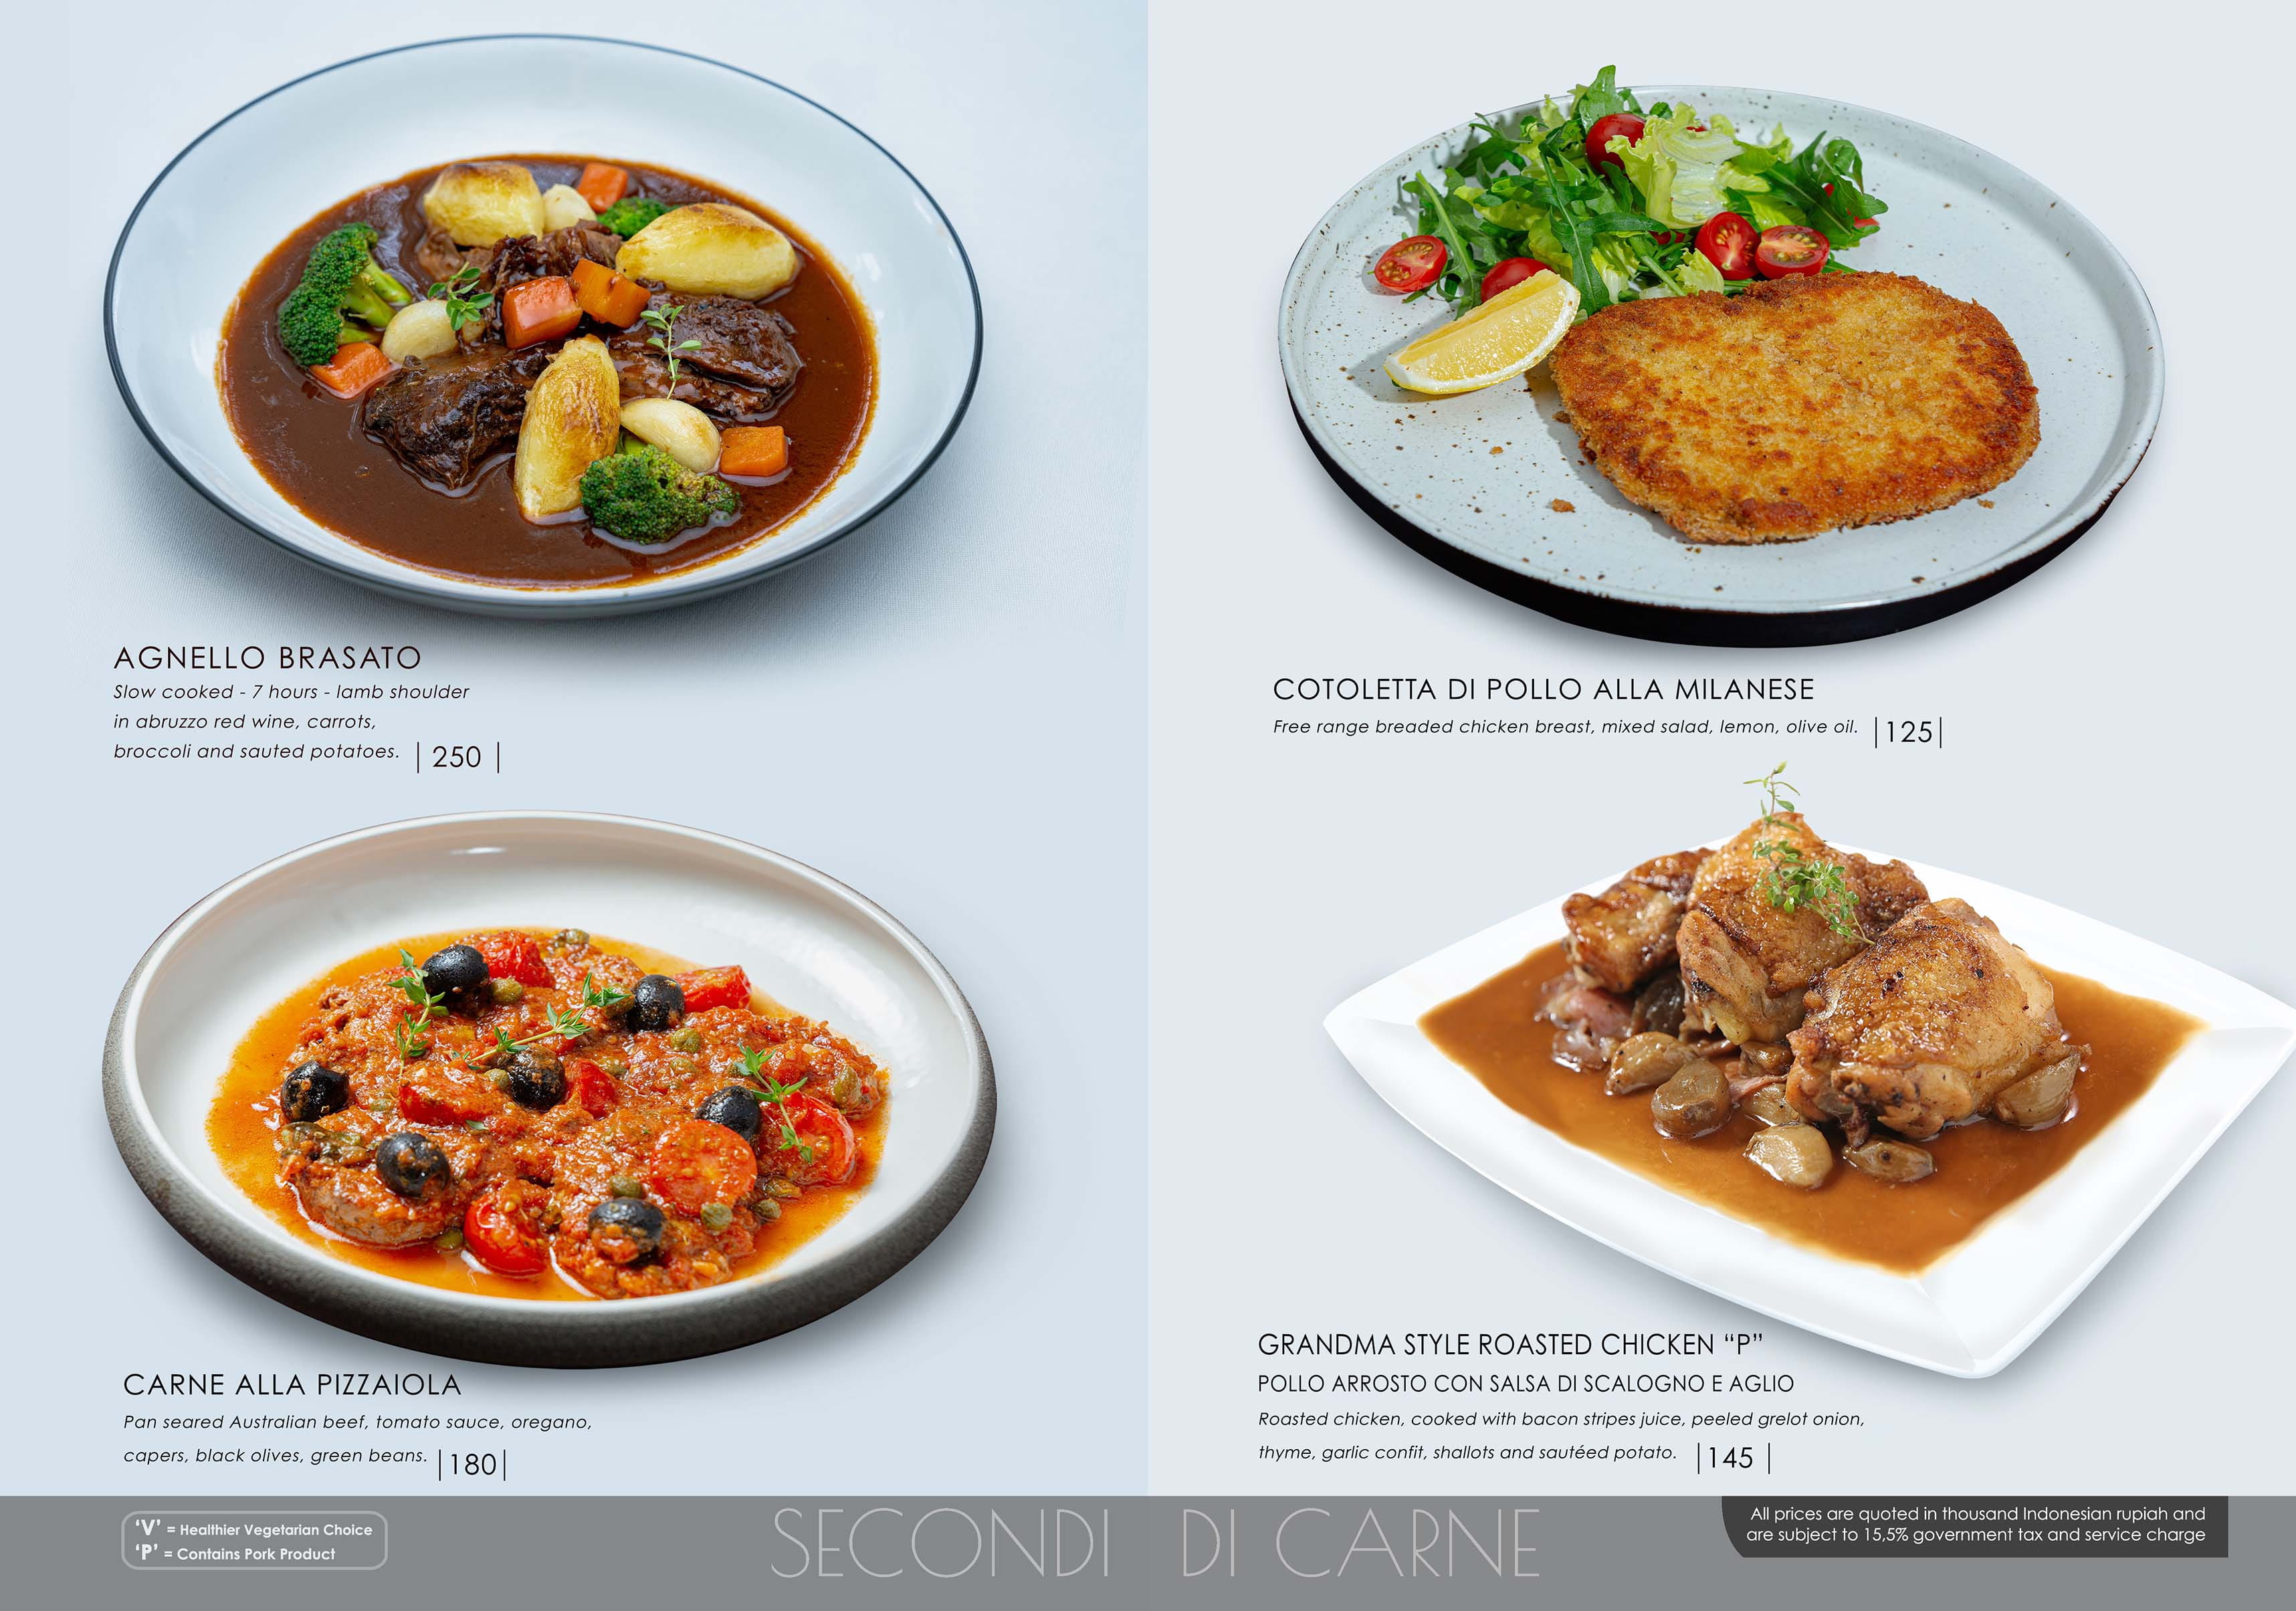 AGNELLO BRASATO
Slow cooked - 7 hours - lamb shoulder
in abruzzo red wine, carrots,
broccoli and sauted potatoes. | 250 |
COTOLETTA DI POLLO ALLA MILANESE
Free range breaded chicken breast, mixed salad, lemon, olive oil. |125|
CARNE ALLA PIZZAIOLA
Pan seared Australian beef, tomato sauce, oregano,
capers, black olives, green beans. |180|
GRANDMA STYLE ROASTED CHICKEN “P”
POLLO ARROSTO CON SALSA DI SCALOGNO E AGLIO
Roasted chicken, cooked with bacon stripes juice, peeled grelot onion,
thyme, garlic confit, shallots and sautéed potato. |145 |
‘V’ = Healthier Vegetarian Choice
‘P’ = Contains Pork Product
SECONDI DI CARNE
All prices are quoted in thousand Indonesian rupiah and
are subject to 15,5% government tax and service charge